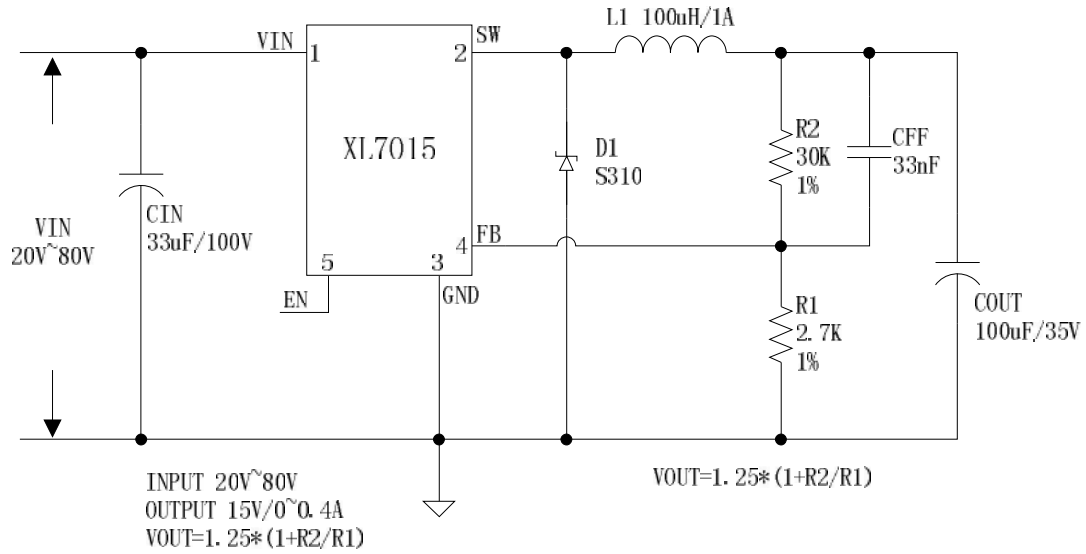 L1 100uH/1A
VIN
SW
1
2
XL7015
R2
30K
1%
CFF
33nF
D1
S310
CIN
33uF/100V
VIN
20V~80V
4
FB
5
3
EN
GND
R1
2.7K
1%
COUT
100uF/35V
INPUT 20V~80V
OUTPUT 15V/0~0.4A
VOUT=1.25*(1+R2/R1)
VOUT=1.25*(1+R2/R1)